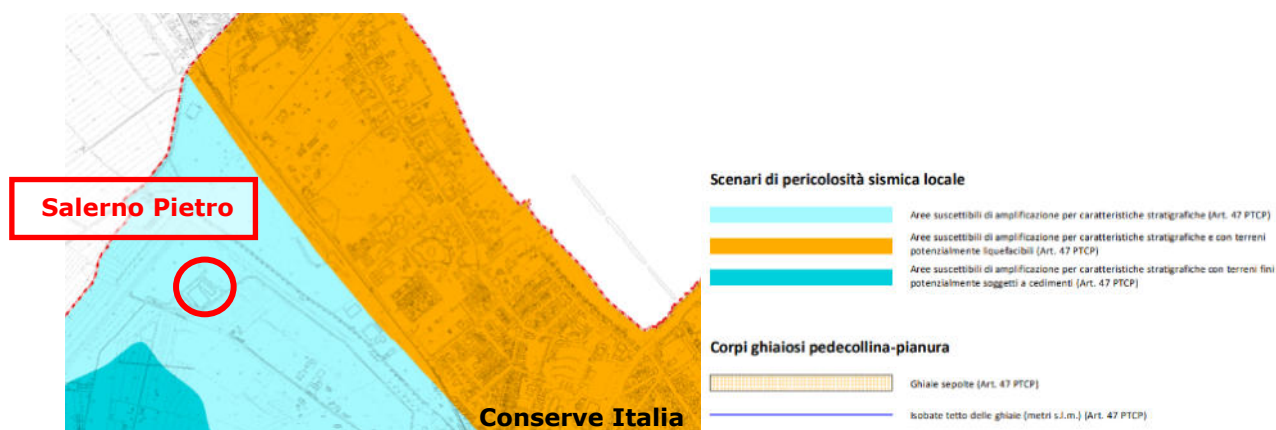 Salerno Pietro
Conserve Italia
Scenari di pericolosità sismica locale
Aree suscettibili di amplificazione per caratteristiche stratigrafiche (Art. 47 PTCP)
Aree suscettibili di amplificazione per caratteristiche stratigrafiche e con terreni
potenzialmente liquefacibili (Art. 47 PTCP)
Aree suscettibili di amplificazione per caratteristiche stratigrafiche con terreni fini
potenzialmente soggetti a cedimenti (Art. 47 PTCP)
Corpi ghiaiosi pedecollina-pianura
Ghiaie sepolte (Art. 47 PTCP)
Isobate tetto delle ghiaie (metri s.l.m.) (Art. 47 PTCP)